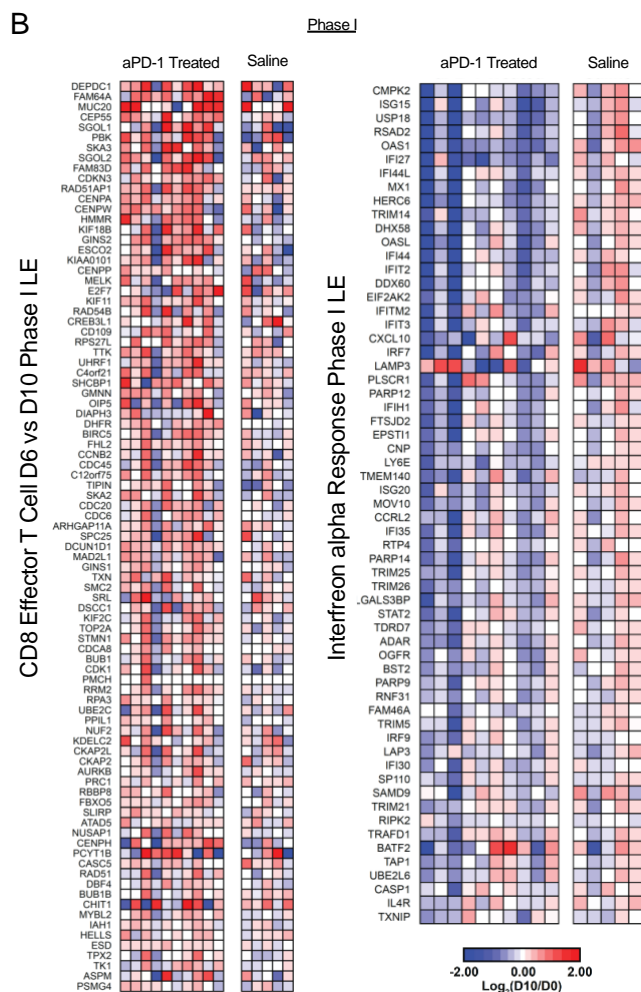 B
Phase I
aPD-1 Treated
Saline
CD8 Effector T Cell D6 vs D10 Phase I LE
DEPDC1
FAM64A
MUC20
CEP55
SGOL1
PBK
SKA3
SGOL2
FAM83D
CDKN3
RAD51AP1
CENPA
CENPW
HMMR
KIF18B
GINS2
ESCO2
KIAA0101
CENPP
MELK
E2F7
KIF11
RAD54B
CREB3L1
CD109
RPS27L
TTK
UHRF1
C4orf21
SHCBP1
GMNN
OIP5
DIAPH3
DHFR
BIRC5
FHL2
CCNB2
CDC45
C12orf75
TIPIN
SKA2
CDC20
CDC6
ARHGAP11A
SPC25
DCUN1D1
MAD2L1
GINS1
TXN
SMC2
SRL
DSCC1
KIF2C
TOP2A
STMN1
CDCA8
BUB1
CDK1
PMCH
RRM2
RPA3
UBE2C
PPIL1
NUF2
KDELC2
CKAP2L
CKAP2
AURKB
PRC1
RBBP8
FBXO5
SLIRP
ATAD5
NUSAP1
CENPH
PCYT1B
CASC5
RAD51
DBF4
BUB1B
CHIT1
MYBL2
IAH1
HELLS
ESD
TPX2
TK1
ASPM
PSMG4
aPD-1 Treated
Saline
Interfreon alpha Response Phase I LE
CMPK2
ISG15
USP18
RSAD2
OAS1
IFI27
IFI44L
MX1
HERC6
TRIM14
DHX58
OASL
IFI44
IFIT2
DDX60
EIF2AK2
IFITM2
IFIT3
CXCL10
IRF7
LAMP3
PLSCR1
PARP12
IFIH1
FTSJD2
EPSTI1
CNP
LY6E
TMEM140
ISG20
MOV10
CCRL2
IFI35
RTP4
PARP14
TRIM25
TRIM26
GALS3BP
STAT2
TDRD7
ADAR
OGFR
BST2
PARP9
RNF31
FAM46A
TRIM5
IRF9
LAP3
IFI30
SP110
SAMD9
TRIM21
RIPK2
TRAFD1
BATF2
TAP1
UBE2L6
CASP1
IL4R
TXNIP
-2.00 0.00 2.00
Log2(D10/D0)